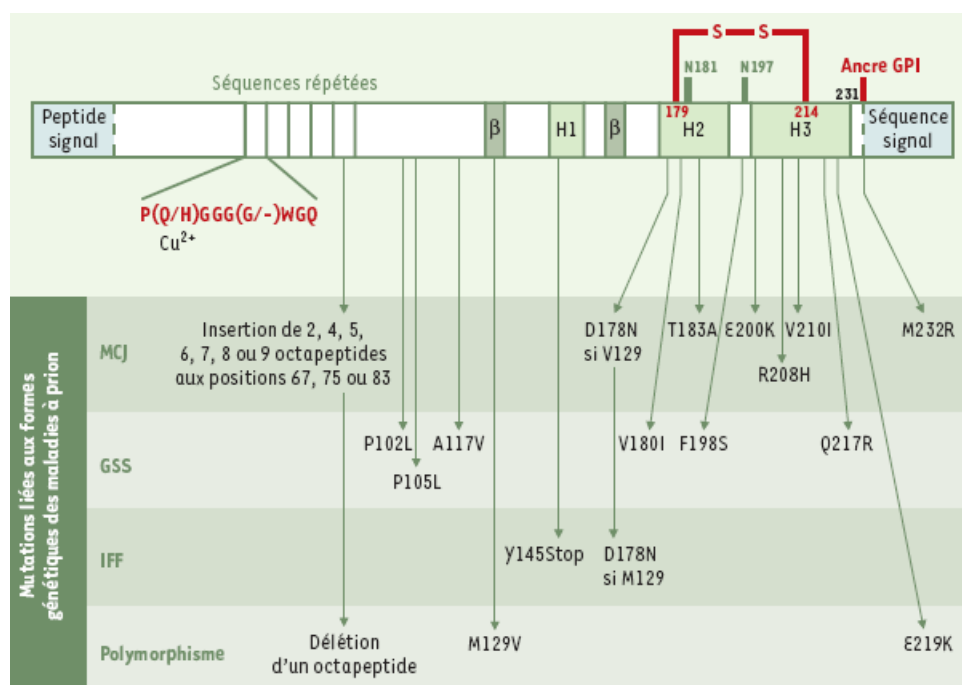 S S
N181 N197 Ancre GPI
Séquences répétées
231
Peptide
signal
β
H1
β
179
H2
214
H3
Séquence
signal
P(Q/H)GGG(G/-)WGQ
Cu2+
Mutations liées aux formes
génétiques des maladies à prion
MCJ
Insertion de 2, 4, 5,
6, 7, 8 ou 9 octapeptides
aux positions 67, 75 ou 83
D178N
si V129
T183A
E200K
V210I
M232R
R208H
GSS
P102L
A117V
V180I
F198S
Q217R
P105L
IFF
Y145Stop
D178N
si M129
Polymorphisme
Délétion
d'un octapeptide
M129V
E219K